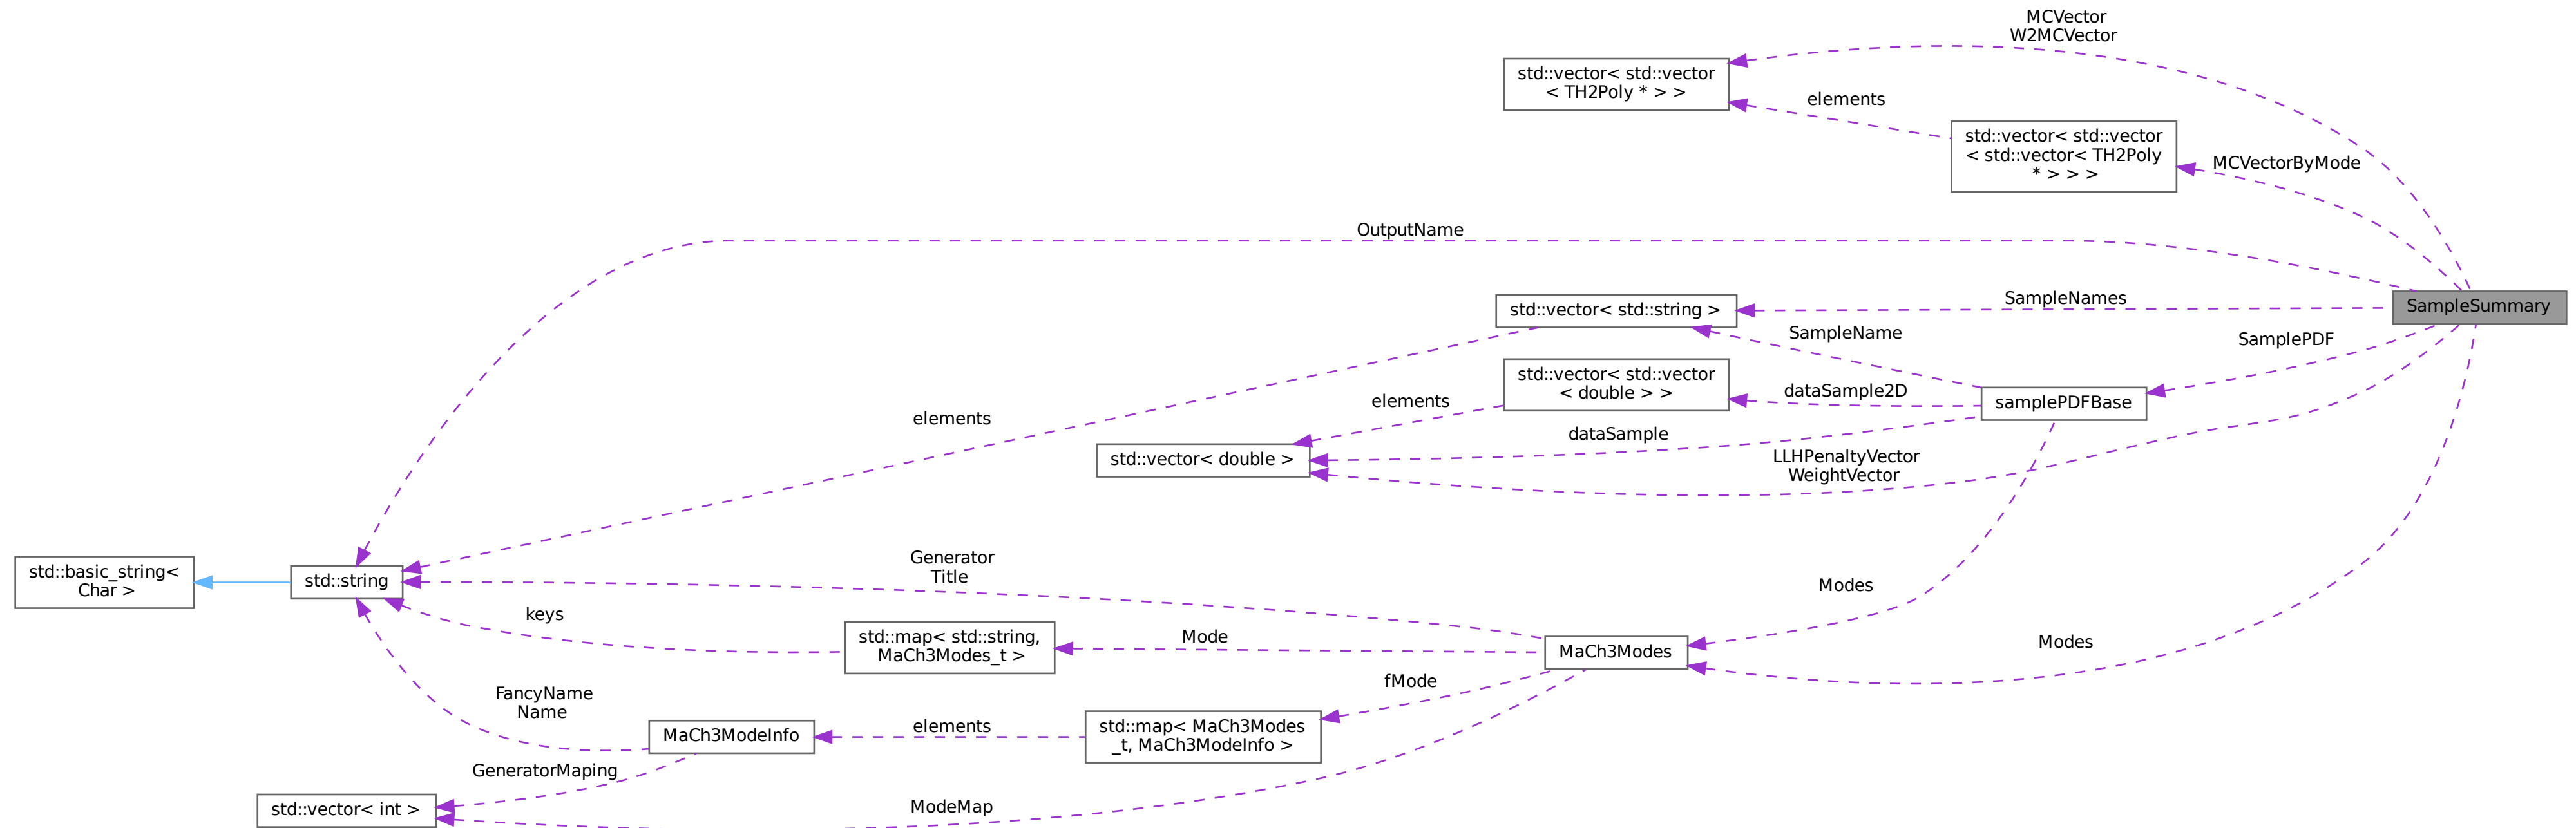 MCVector
W2MCVector
std::vector< std::vector
< TH2Poly * > >
elements
std::vector< std::vector
< std::vector< TH2Poly
* > > >
MCVectorByMode
OutputName
SampleNames
SampleSummary
std::vector< std::string >
SampleName
SamplePDF
std::vector< std::vector
< double > >
dataSample2D
samplePDFBase
elements
elements
dataSample
std::vector< double >
LLHPenaltyVector
WeightVector
Generator
Title
std::basic_string<
Char >
std::string
Modes
keys
std::map< std::string,
MaCh3Modes_t >
Mode
MaCh3Modes
Modes
fMode
FancyName
Name
MaCh3ModeInfo
elements
std::map< MaCh3Modes
_t, MaCh3ModeInfo >
GeneratorMaping
std::vector< int >
ModeMap